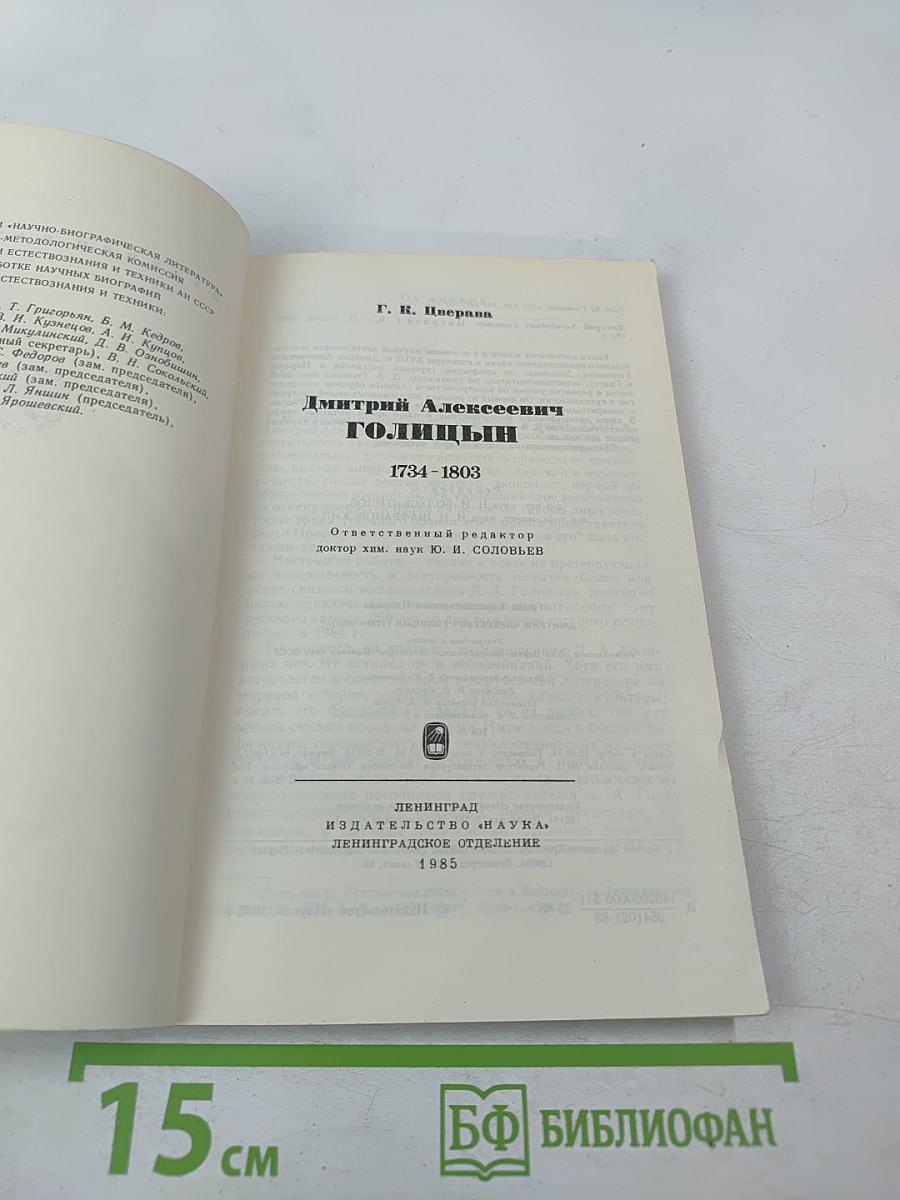 И «НАУЧНО-БИОГРАФИЧЕСКАЯ ЛИТЕРАТУРА»
-МЕТОДОЛОГИЧЕСКАЯ КОМИССИЯ
И ЕСТЕСТВОЗНАНИЯ И ТЕХНИКИ АН СССР
БОТКЕ НАУЧНЫХ БИОГРАФИЙ
ЕСТЕСТВОЗНАНИЯ И ТЕХНИКИ:
Т. Григорьян, Б. М. Кедров,
В. И. Кузнецов, А. И. Купцов,
Микулинский, Д. В. Ознобишин,
ный секретарь), В. Н. Сокольский,
С. Федоров (зам. председателя),
ев (зам. председателя),
кий (зам. председателя),
Л. Яншин (председатель),
Ярошевский.
Г. К. Цверава
Дмитрий Алексеевич
ГОЛИЦЫН
1734-1803
Ответственный редактор
доктор хим. наук Ю. И. СОЛОВЬЕВ
ЛЕНИНГРАД
ИЗДАТЕЛЬСТВО «НАУКА»
ЛЕНИНГРАДСКОЕ ОТДЕЛЕНИЕ
1985
15 см
БФ БИБЛИОФАН